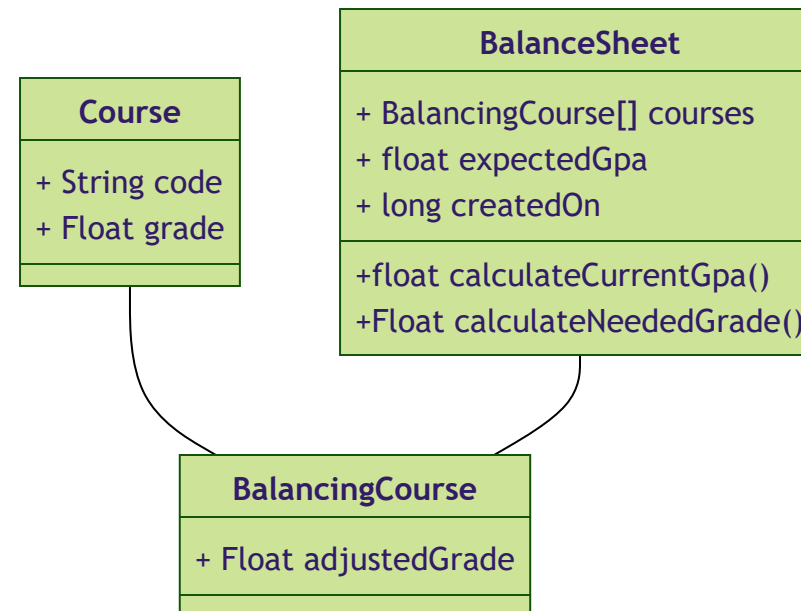 Course
+ String code
+ Float grade
BalanceSheet
+ BalancingCourse[] courses
+ float expectedGpa
+ long createdOn
+float calculateCurrentGpa()
+Float calculateNeededGrade()
BalancingCourse
+ Float adjustedGrade